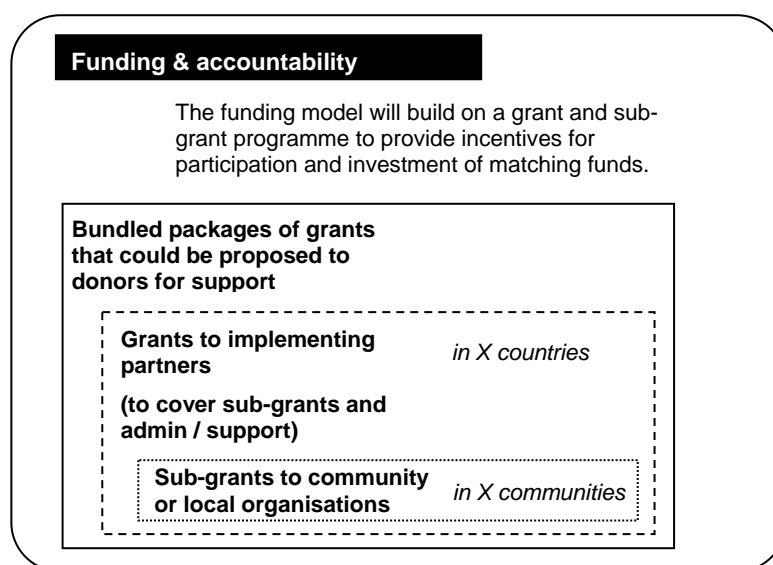 Funding & accountability
The funding model will build on a grant and sub-
grant programme to provide incentives for
participation and investment of matching funds.
Bundled packages of grants
that could be proposed to
donors for support
Grants to implementing
partners
in X countries
(to cover sub-grants and
admin / support)
Sub-grants to community
or local organisations
in X communities